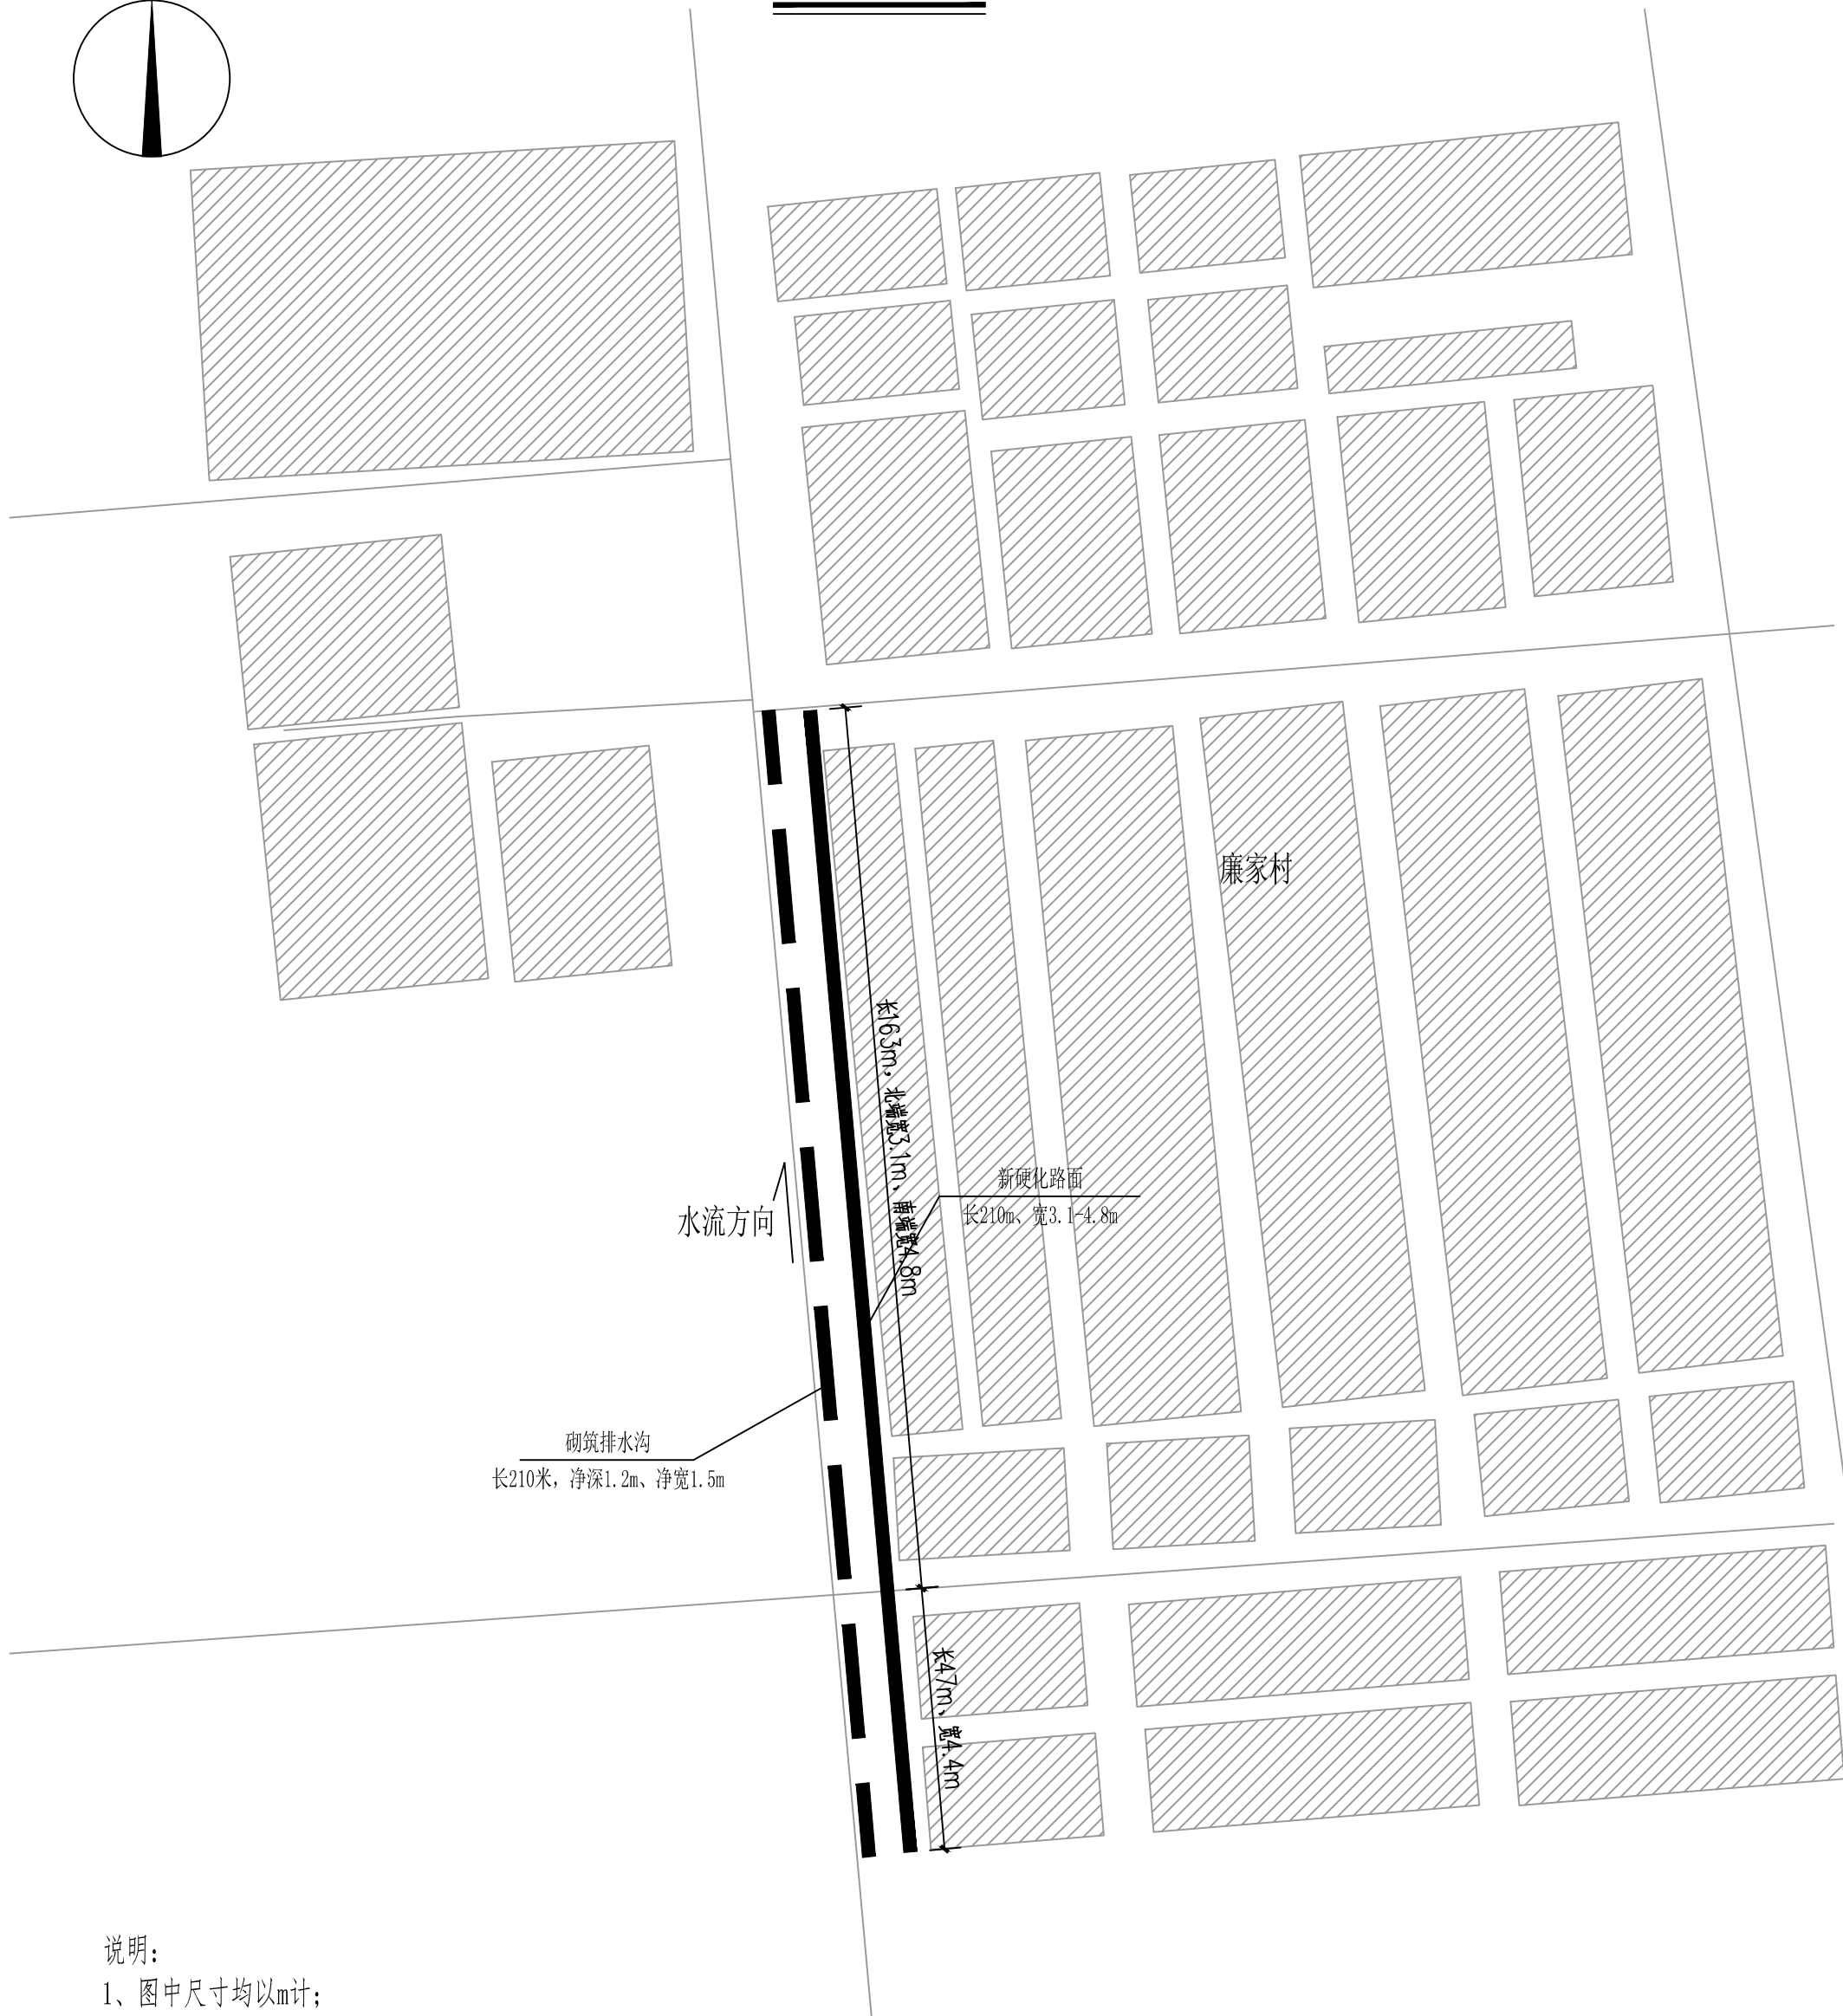 廉家村
长163m，北端宽3.1m、南端宽4.8m
新硬化路面
长210m、宽3.1-4.8m
水流方向
砌筑排水沟
长210米，净深1.2m、净宽1.5m
长47m、宽4.4m
说明：
1、图中尺寸均以m计；